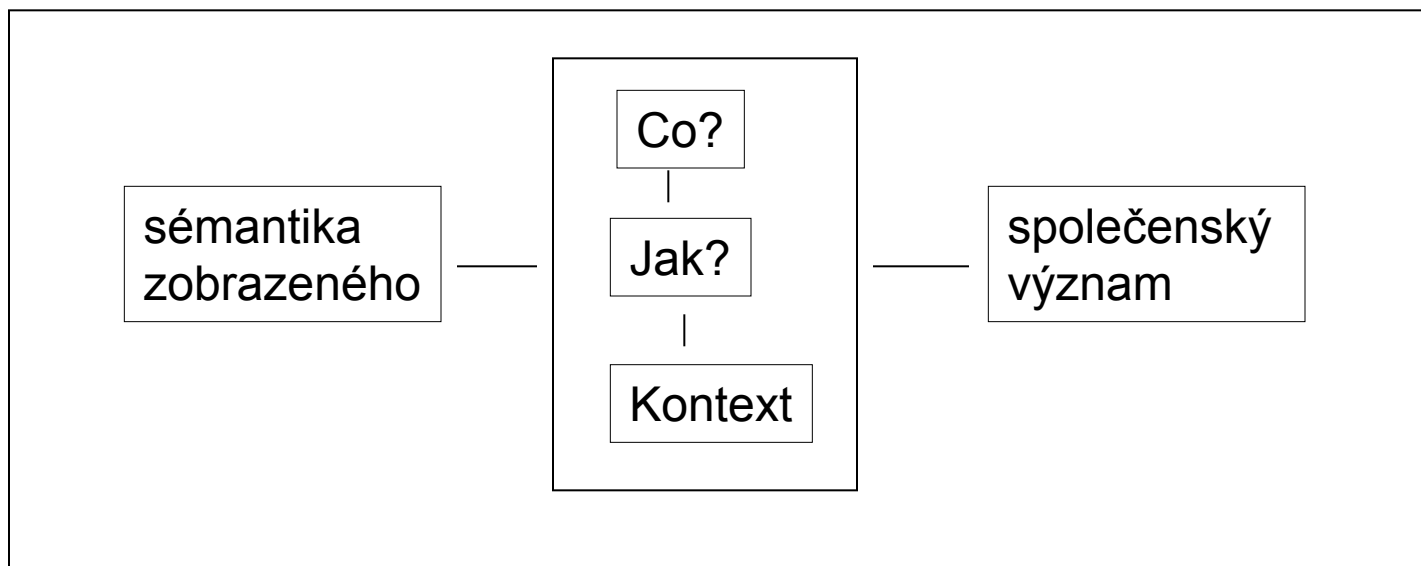 sémantika
zobrazeného
Co?
Jak?
Kontext
společenský
význam